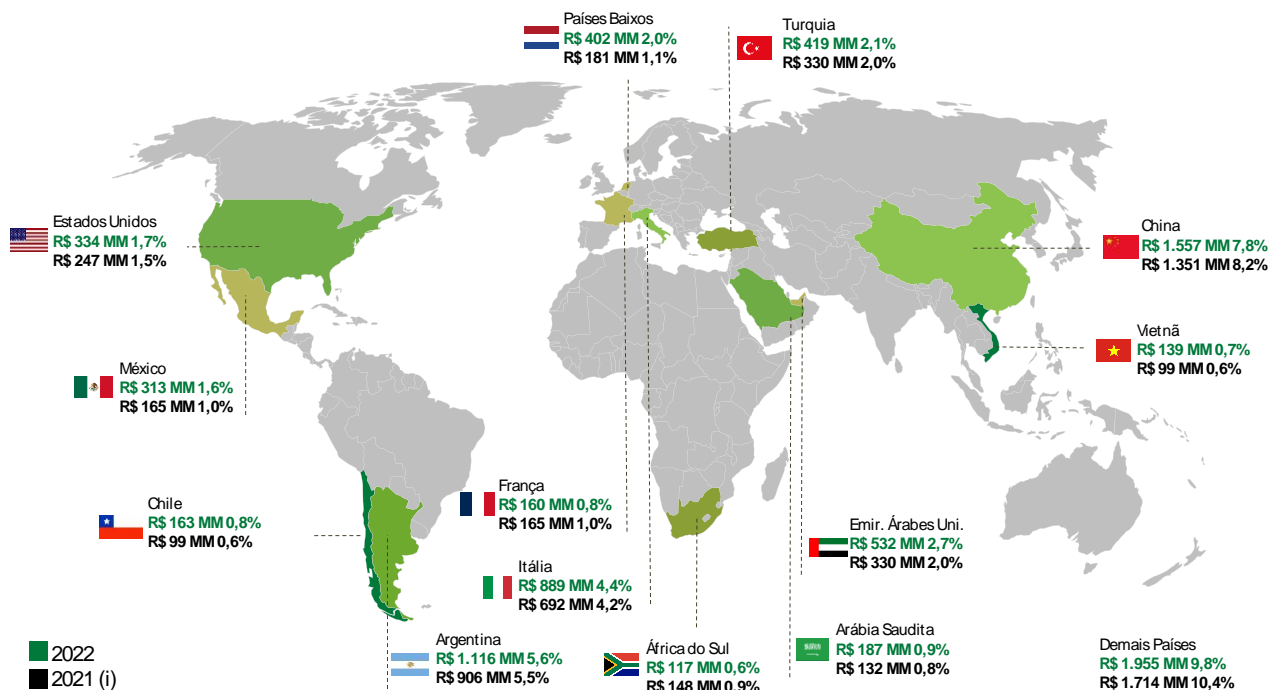 Países Baixos
R$ 402 MM 2,0%
R$ 181 MM 1,1%
Turquia
R$ 419 MM 2,1%
R$ 330 MM 2,0%
Estados Unidos
R$ 334 MM 1,7%
R$ 247 MM 1,5%
China
R$ 1.557 MM 7,8%
R$ 1.351 MM 8,2%
Vietnã
R$ 139 MM 0,7%
R$ 99 MM 0,6%
México
R$ 313 MM 1,6%
R$ 165 MM 1,0%
França
R$ 160 MM 0,8%
R$ 165 MM 1,0%
Chile
R$ 163 MM 0,8%
R$ 99 MM 0,6%
Emir. Árabes Uni.
R$ 532 MM 2,7%
R$ 330 MM 2,0%
Itália
R$ 889 MM 4,4%
R$ 692 MM 4,2%
Argentina
R$ 1.116 MM 5,6%
R$ 906 MM 5,5%
África do Sul
R$ 117 MM 0,6%
R$ 148 MM 0,9%
Arábia Saudita
R$ 187 MM 0,9%
R$ 132 MM 0,8%
Demais Países
R$ 1.955 MM 9,8%
R$ 1.714 MM 10,4%
2022
2021 (i)